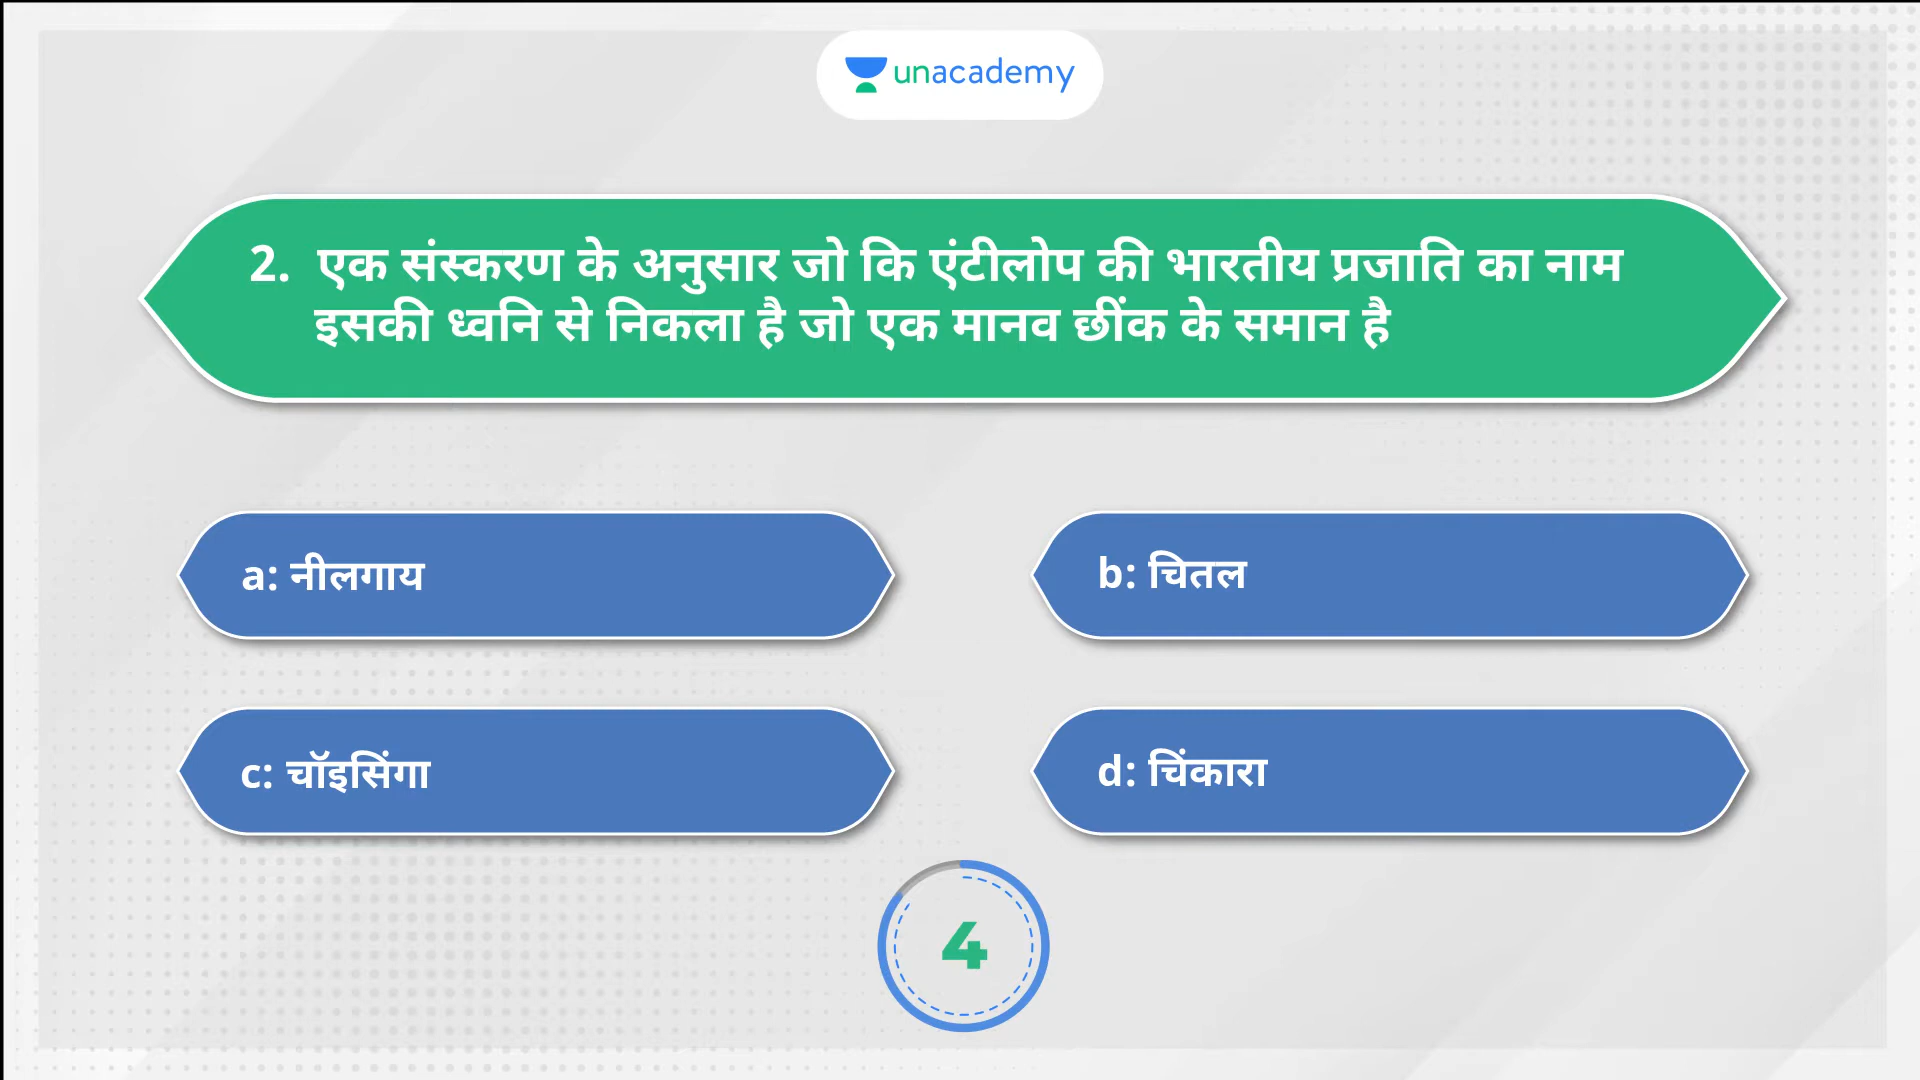 unacademy
2. एक संस्करण के अनुसार जो कि एंटीलोप की भारतीय प्रजाति का नाम
इसकी ध्वनि से निकला है जो एक मानव छींक के समान है
a: नीलगाय
b: चितल
c: चॉइसिंगा
d: चिंकारा
4